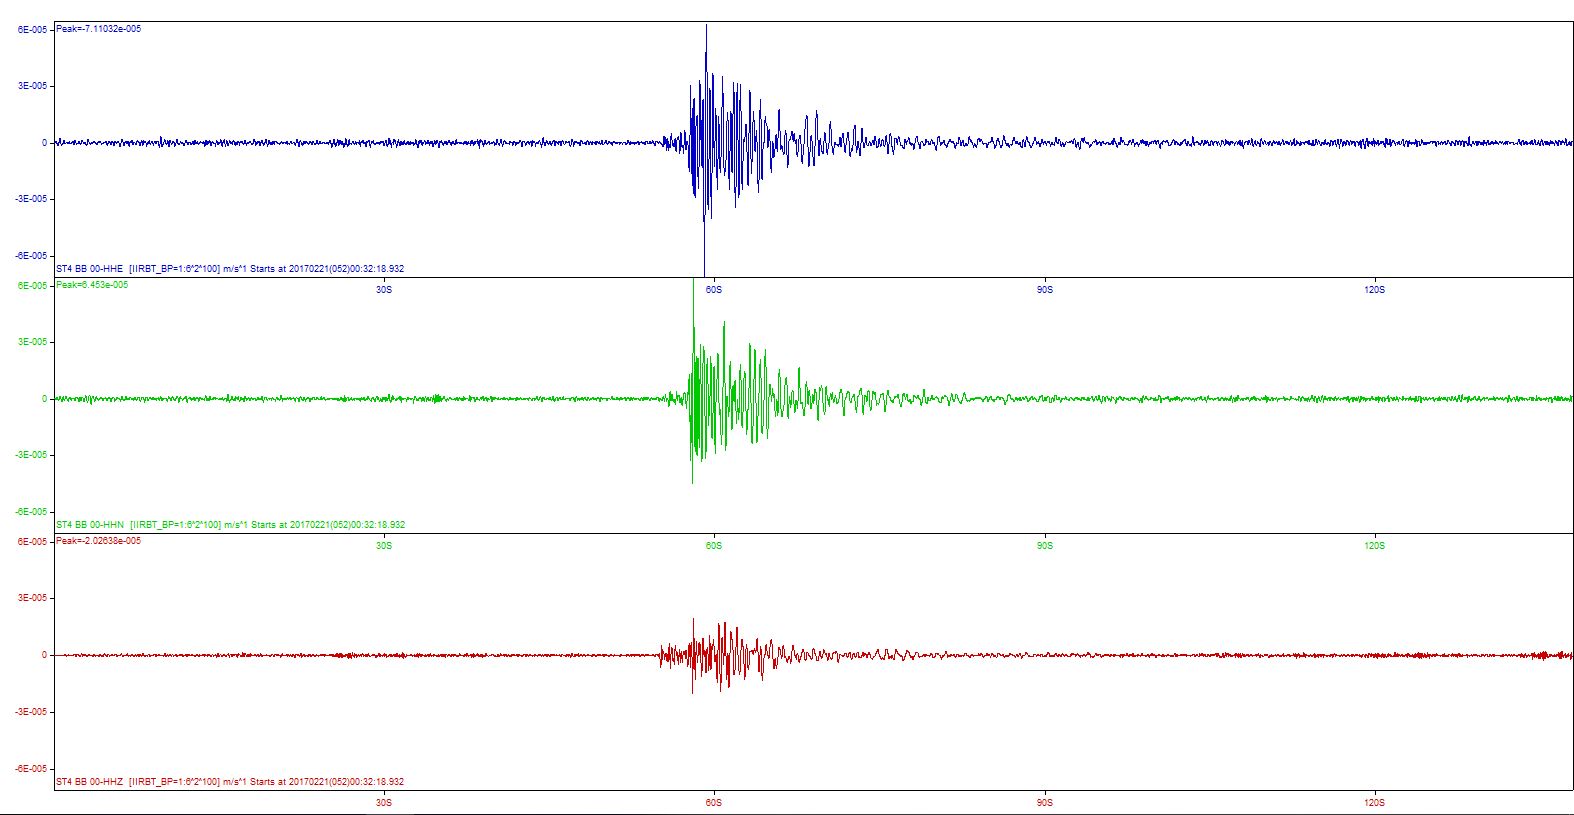 6E-005
Peak=-7.11032e-005
3E-005
0
-3E-005
-6E-005
ST4 BB 00-HHE [IIRBT_BP=1:6^2^100] m/s^1 Starts at 20170221(052)00:32:18.932
30S 60S 90S 120S
6E-005
Peak=6.453e-005
3E-005
0
-3E-005
-6E-005
ST4 BB 00-HHN [IIRBT_BP=1:6^2^100] m/s^1 Starts at 20170221(052)00:32:18.932
30S 60S 90S 120S
6E-005
Peak=-2.02638e-005
3E-005
0
-3E-005
-6E-005
ST4 BB 00-HHZ [IIRBT_BP=1:6^2^100] m/s^1 Starts at 20170221(052)00:32:18.932
30S 60S 90S 120S